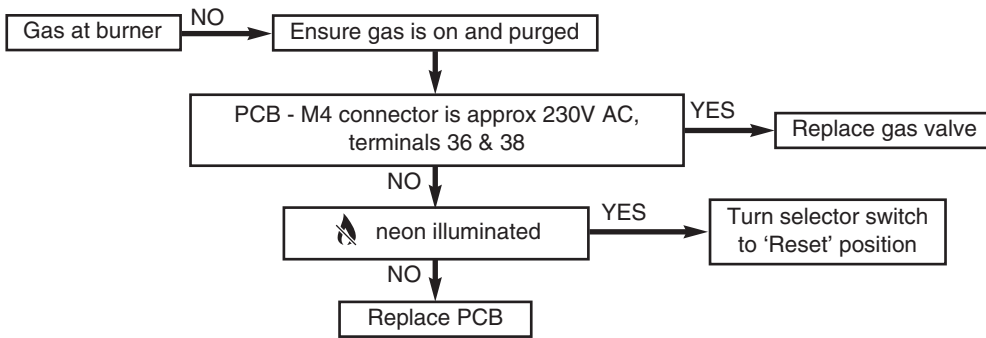 Gas at burner
NO
Ensure gas is on and purged
PCB - M4 connector is approx 230V AC,
terminals 36 & 38
YES
Replace gas valve
NO
neon illuminated
YES
Turn selector switch
to ‘Reset’ position
NO
Replace PCB